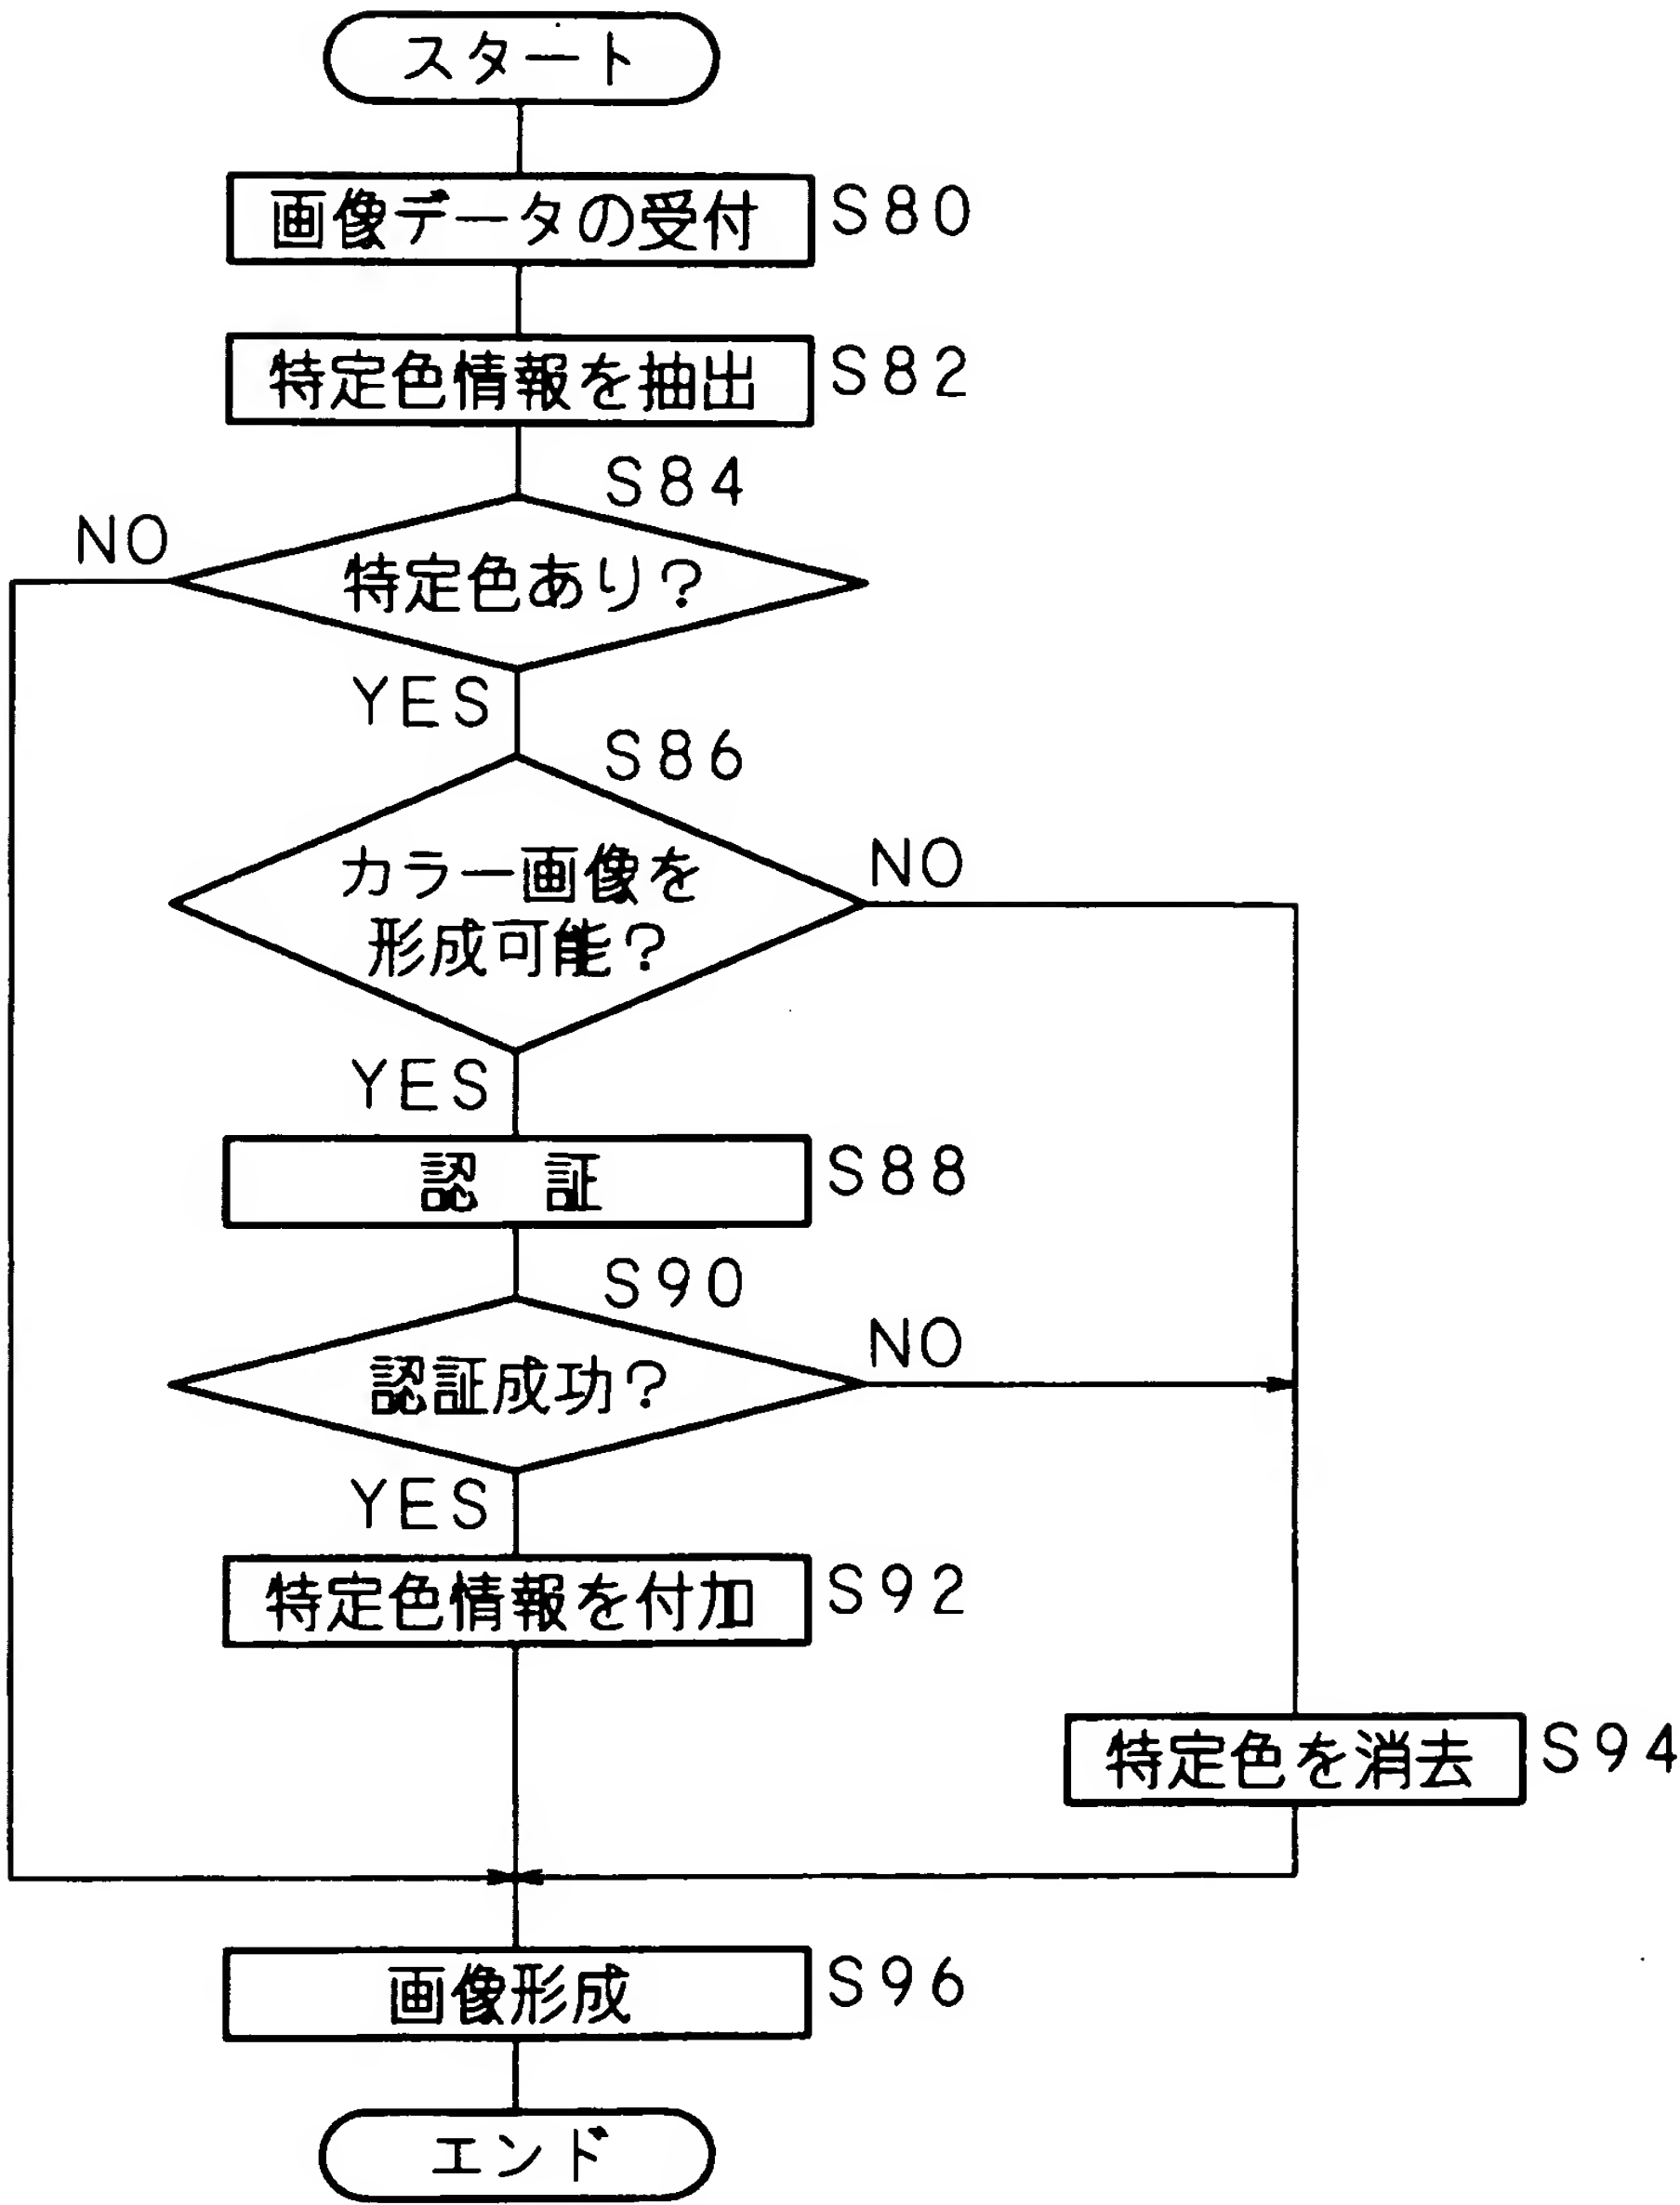 スタート
画像データの受付
S80
特定色情報を抽出
S82
S84
NO
特定色あり?
YES
S86
カラー画像を
形成可能?
NO
YES
認 証
S88
S90
NO
認証成功?
YES
特定色情報を付加
S92
特定色を消去
S94
画像形成
S96
エンド